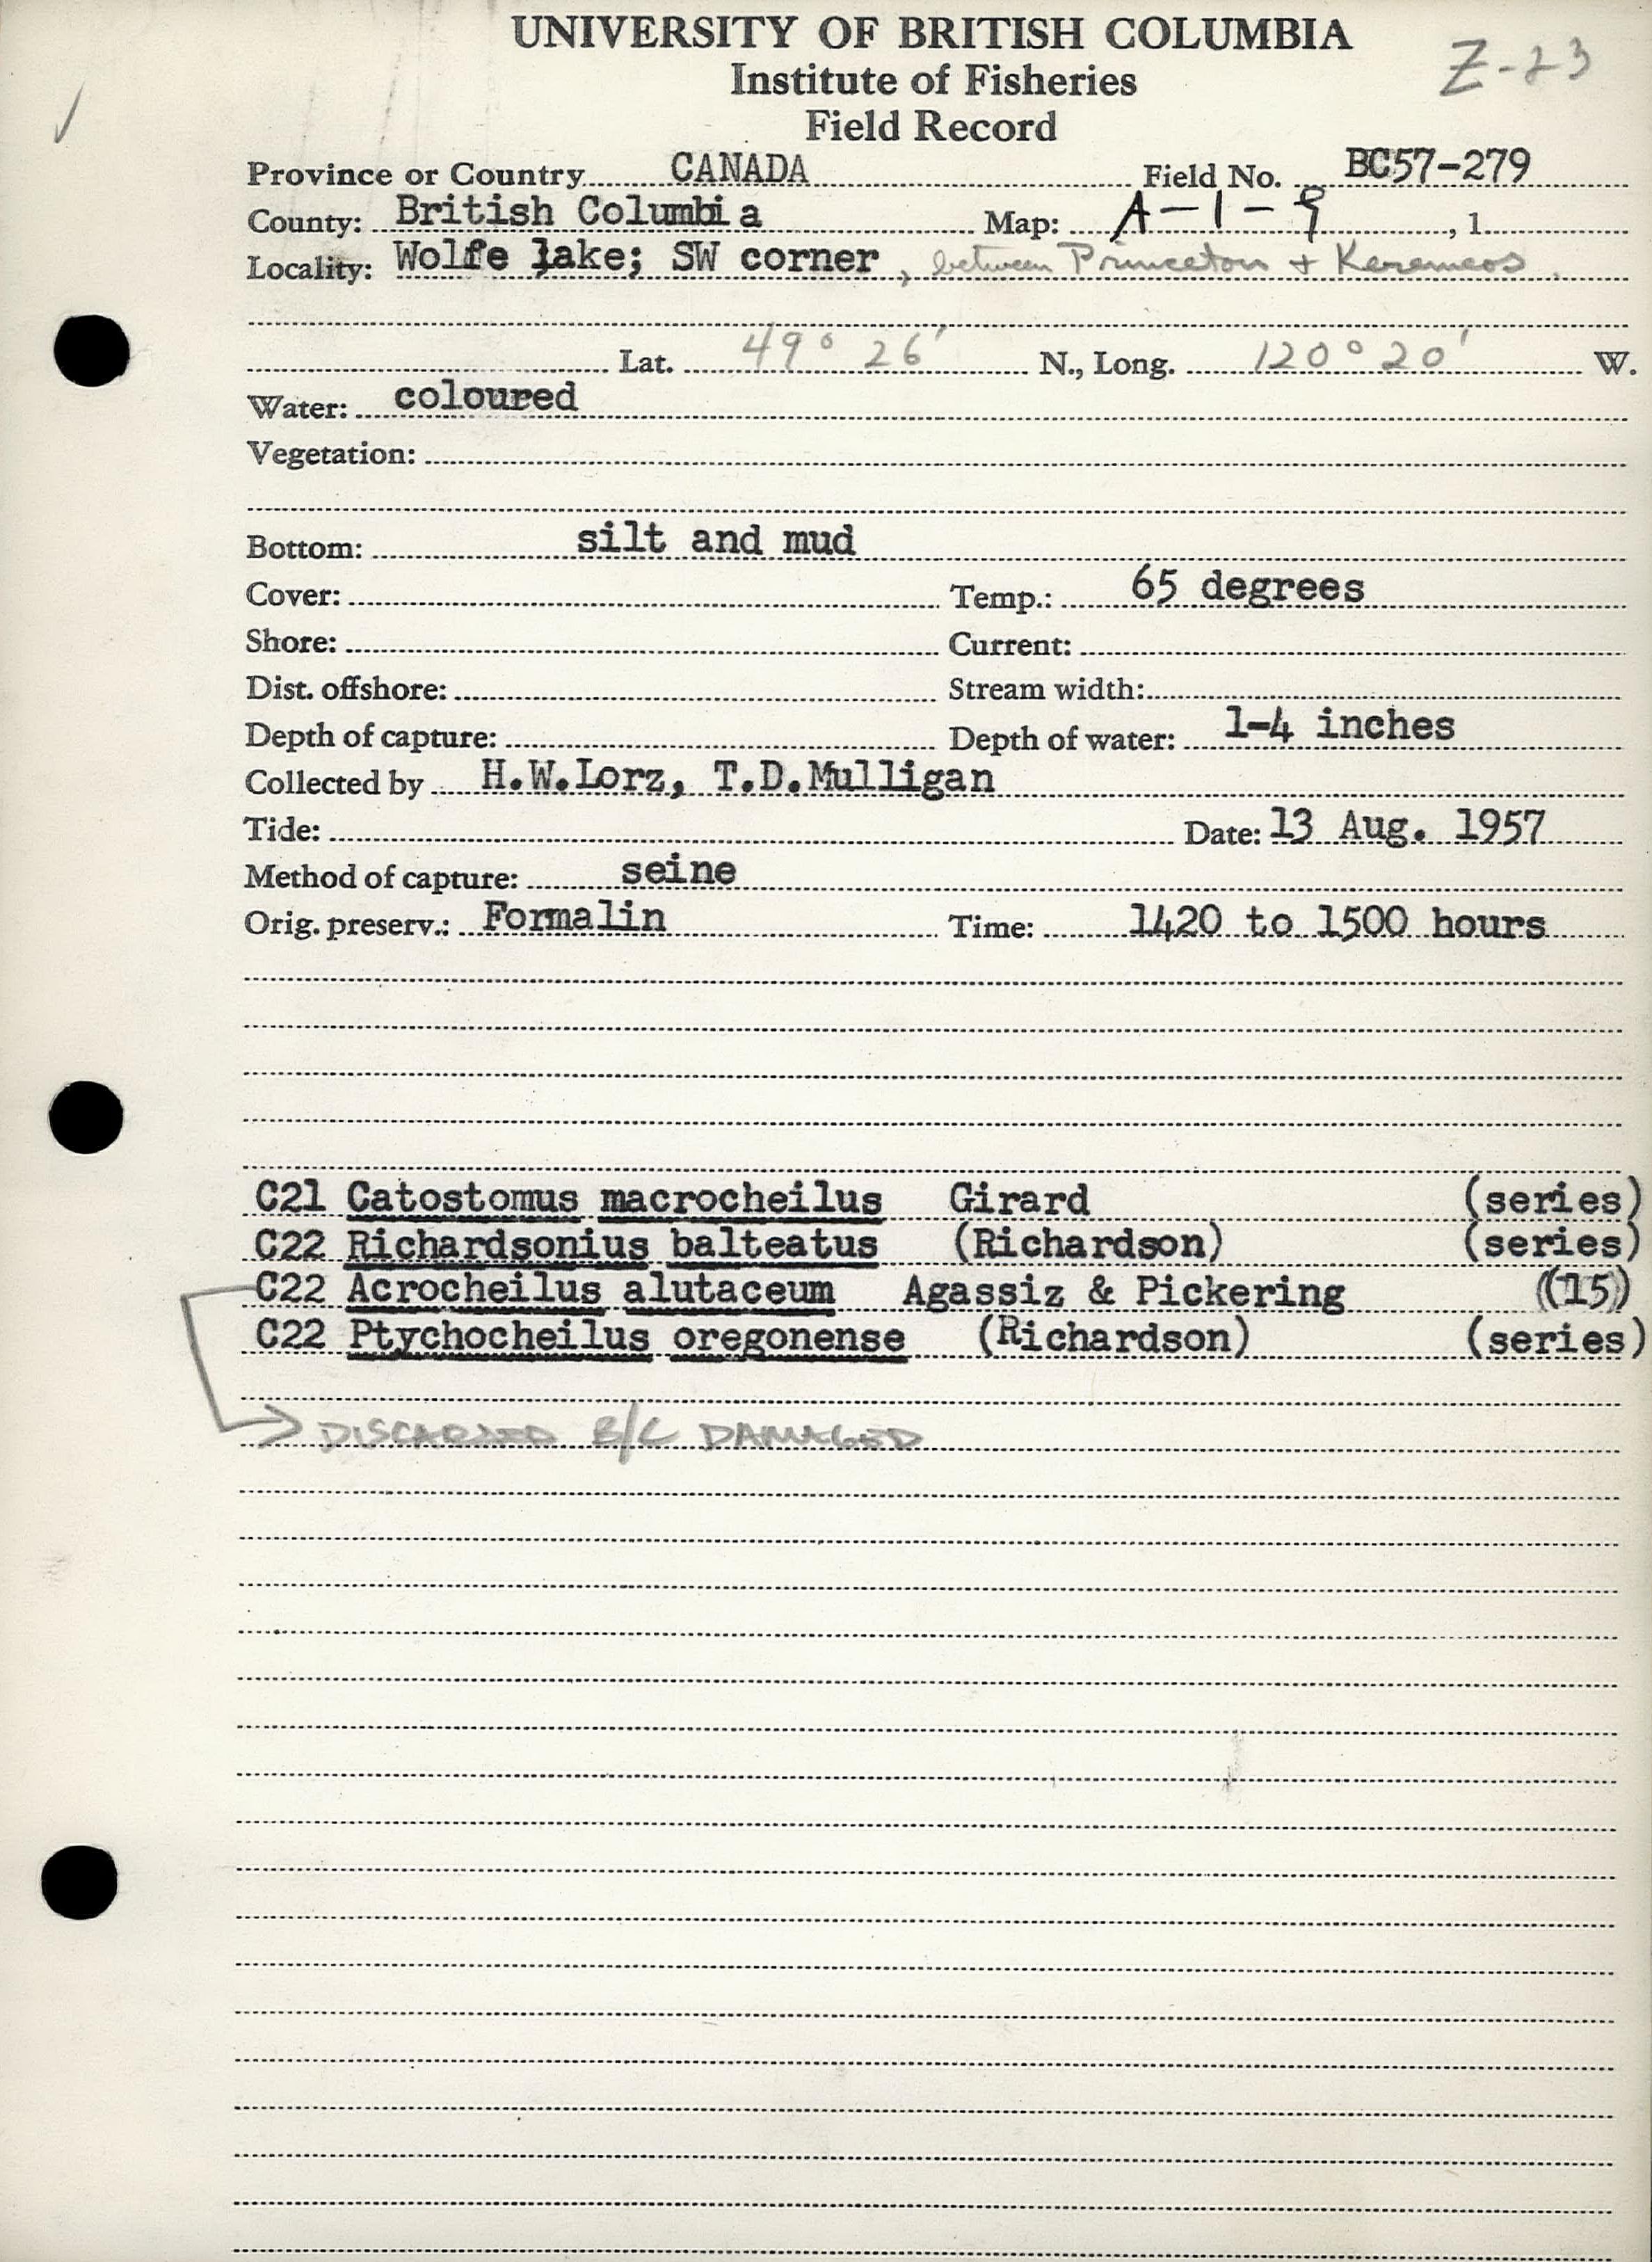 UNIVERSITY OF BRITISH COLUMBIA
Z-23
Institute of Fisheries
Field Record
Province or Country CANADA Field No. BC57-279
County: British Columbia Map: A-1-9, 1.
Locality: Wolfe lake; SW corner, between Princeton + Keremeos.
Lat. 49° 26' N., Long. 120° 20' W.
Water: coloured
Vegetation:
Bottom: silt and mud
Cover: Temp.: 65 degrees
Shore: Current:
Dist. offshore: Stream width:
Depth of capture: Depth of water: 1-4 inches
Collected by H.W.Lorz, T.D.Mulligan
Tide: Date: 13 Aug. 1957
Method of capture: seine
Orig. preserv.: Formalin Time: 1420 to 1500 hours
C21 Catostomus macrocheilus Girard (series)
C22 Richardsonius balteatus (Richardson) (series)
C22 Acrocheilus alutaceum Agassiz & Pickering (15)
C22 Ptychocheilus oregonense (Richardson) (series)
DISCARDED B/C DAMAGED